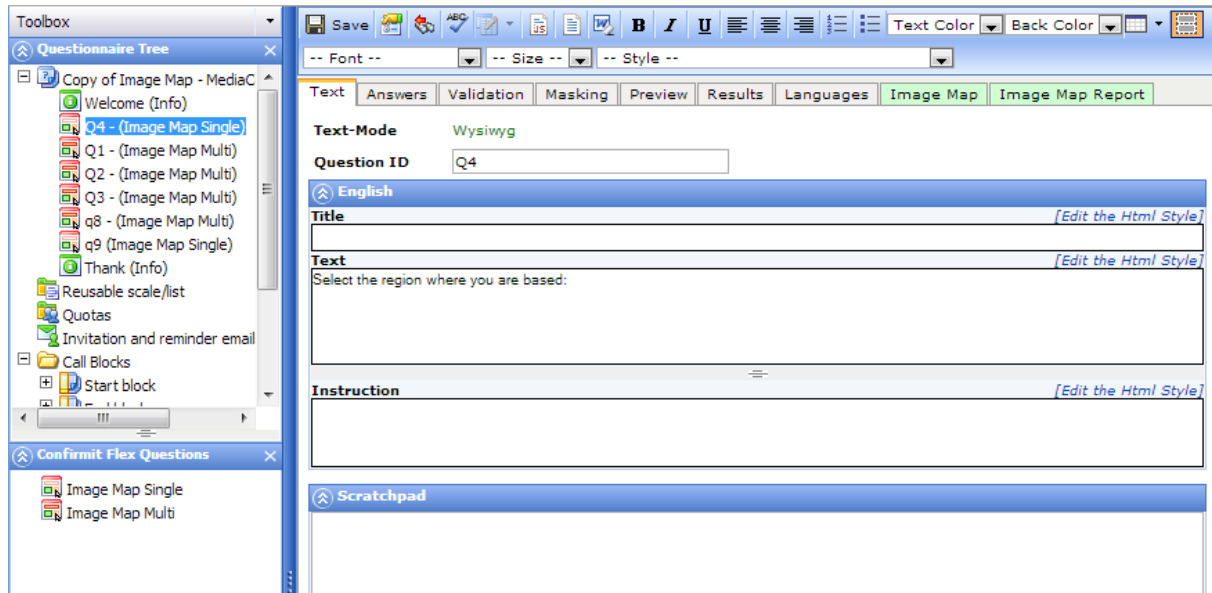 Toolbox
Save ABC JS W B I U Text Color Back Color
-- Font -- -- Size -- -- Style --
Questionnaire Tree
Copy of Image Map - MediaC
Welcome (Info)
Q4 - (Image Map Single)
Q1 - (Image Map Multi)
Q2 - (Image Map Multi)
Q3 - (Image Map Multi)
q8 - (Image Map Multi)
q9 (Image Map Single)
Thank (Info)
Reusable scale/list
Quotas
Invitation and reminder email
Call Blocks
Start block
Confirmit Flex Questions
Image Map Single
Image Map Multi
Text Answers Validation Masking Preview Results Languages Image Map Image Map Report
Text-Mode Wysiwyg
Question ID Q4
English
Title [Edit the Html Style]
Text [Edit the Html Style]
Select the region where you are based:
Instruction [Edit the Html Style]
Scratchpad